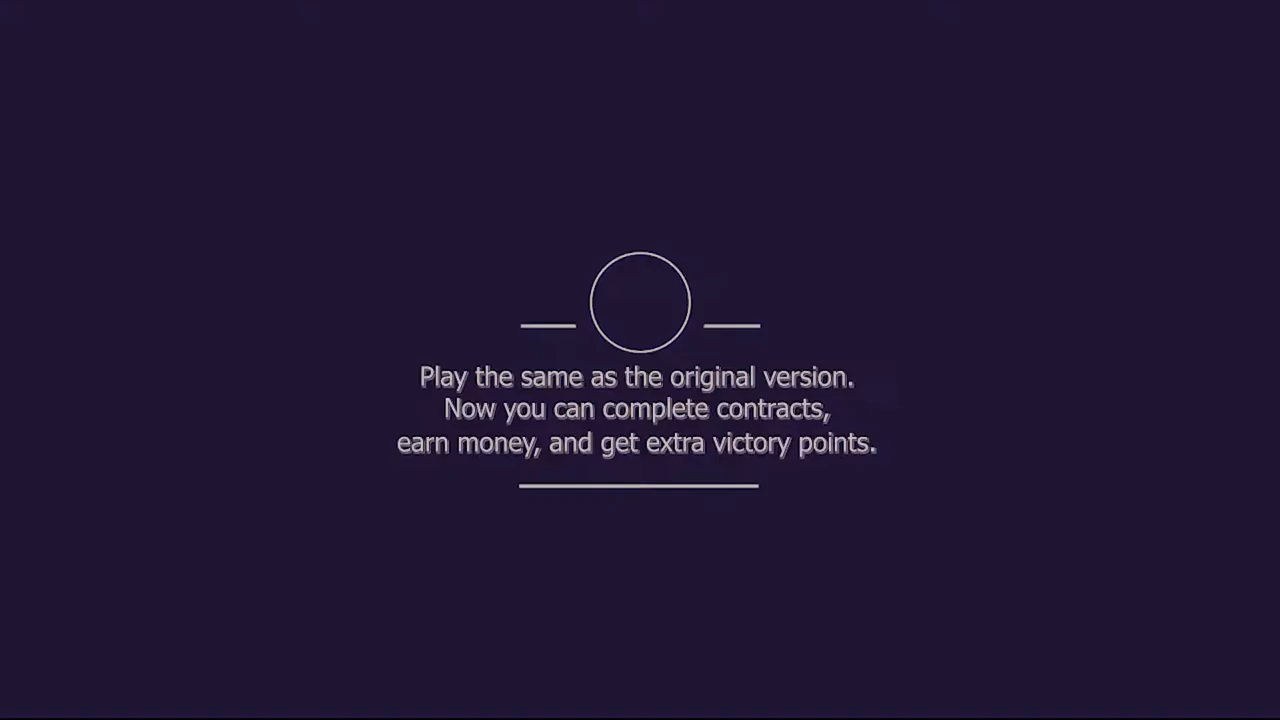 Play the same as the original version.
Now you can complete contracts,
earn money, and get extra victory points.